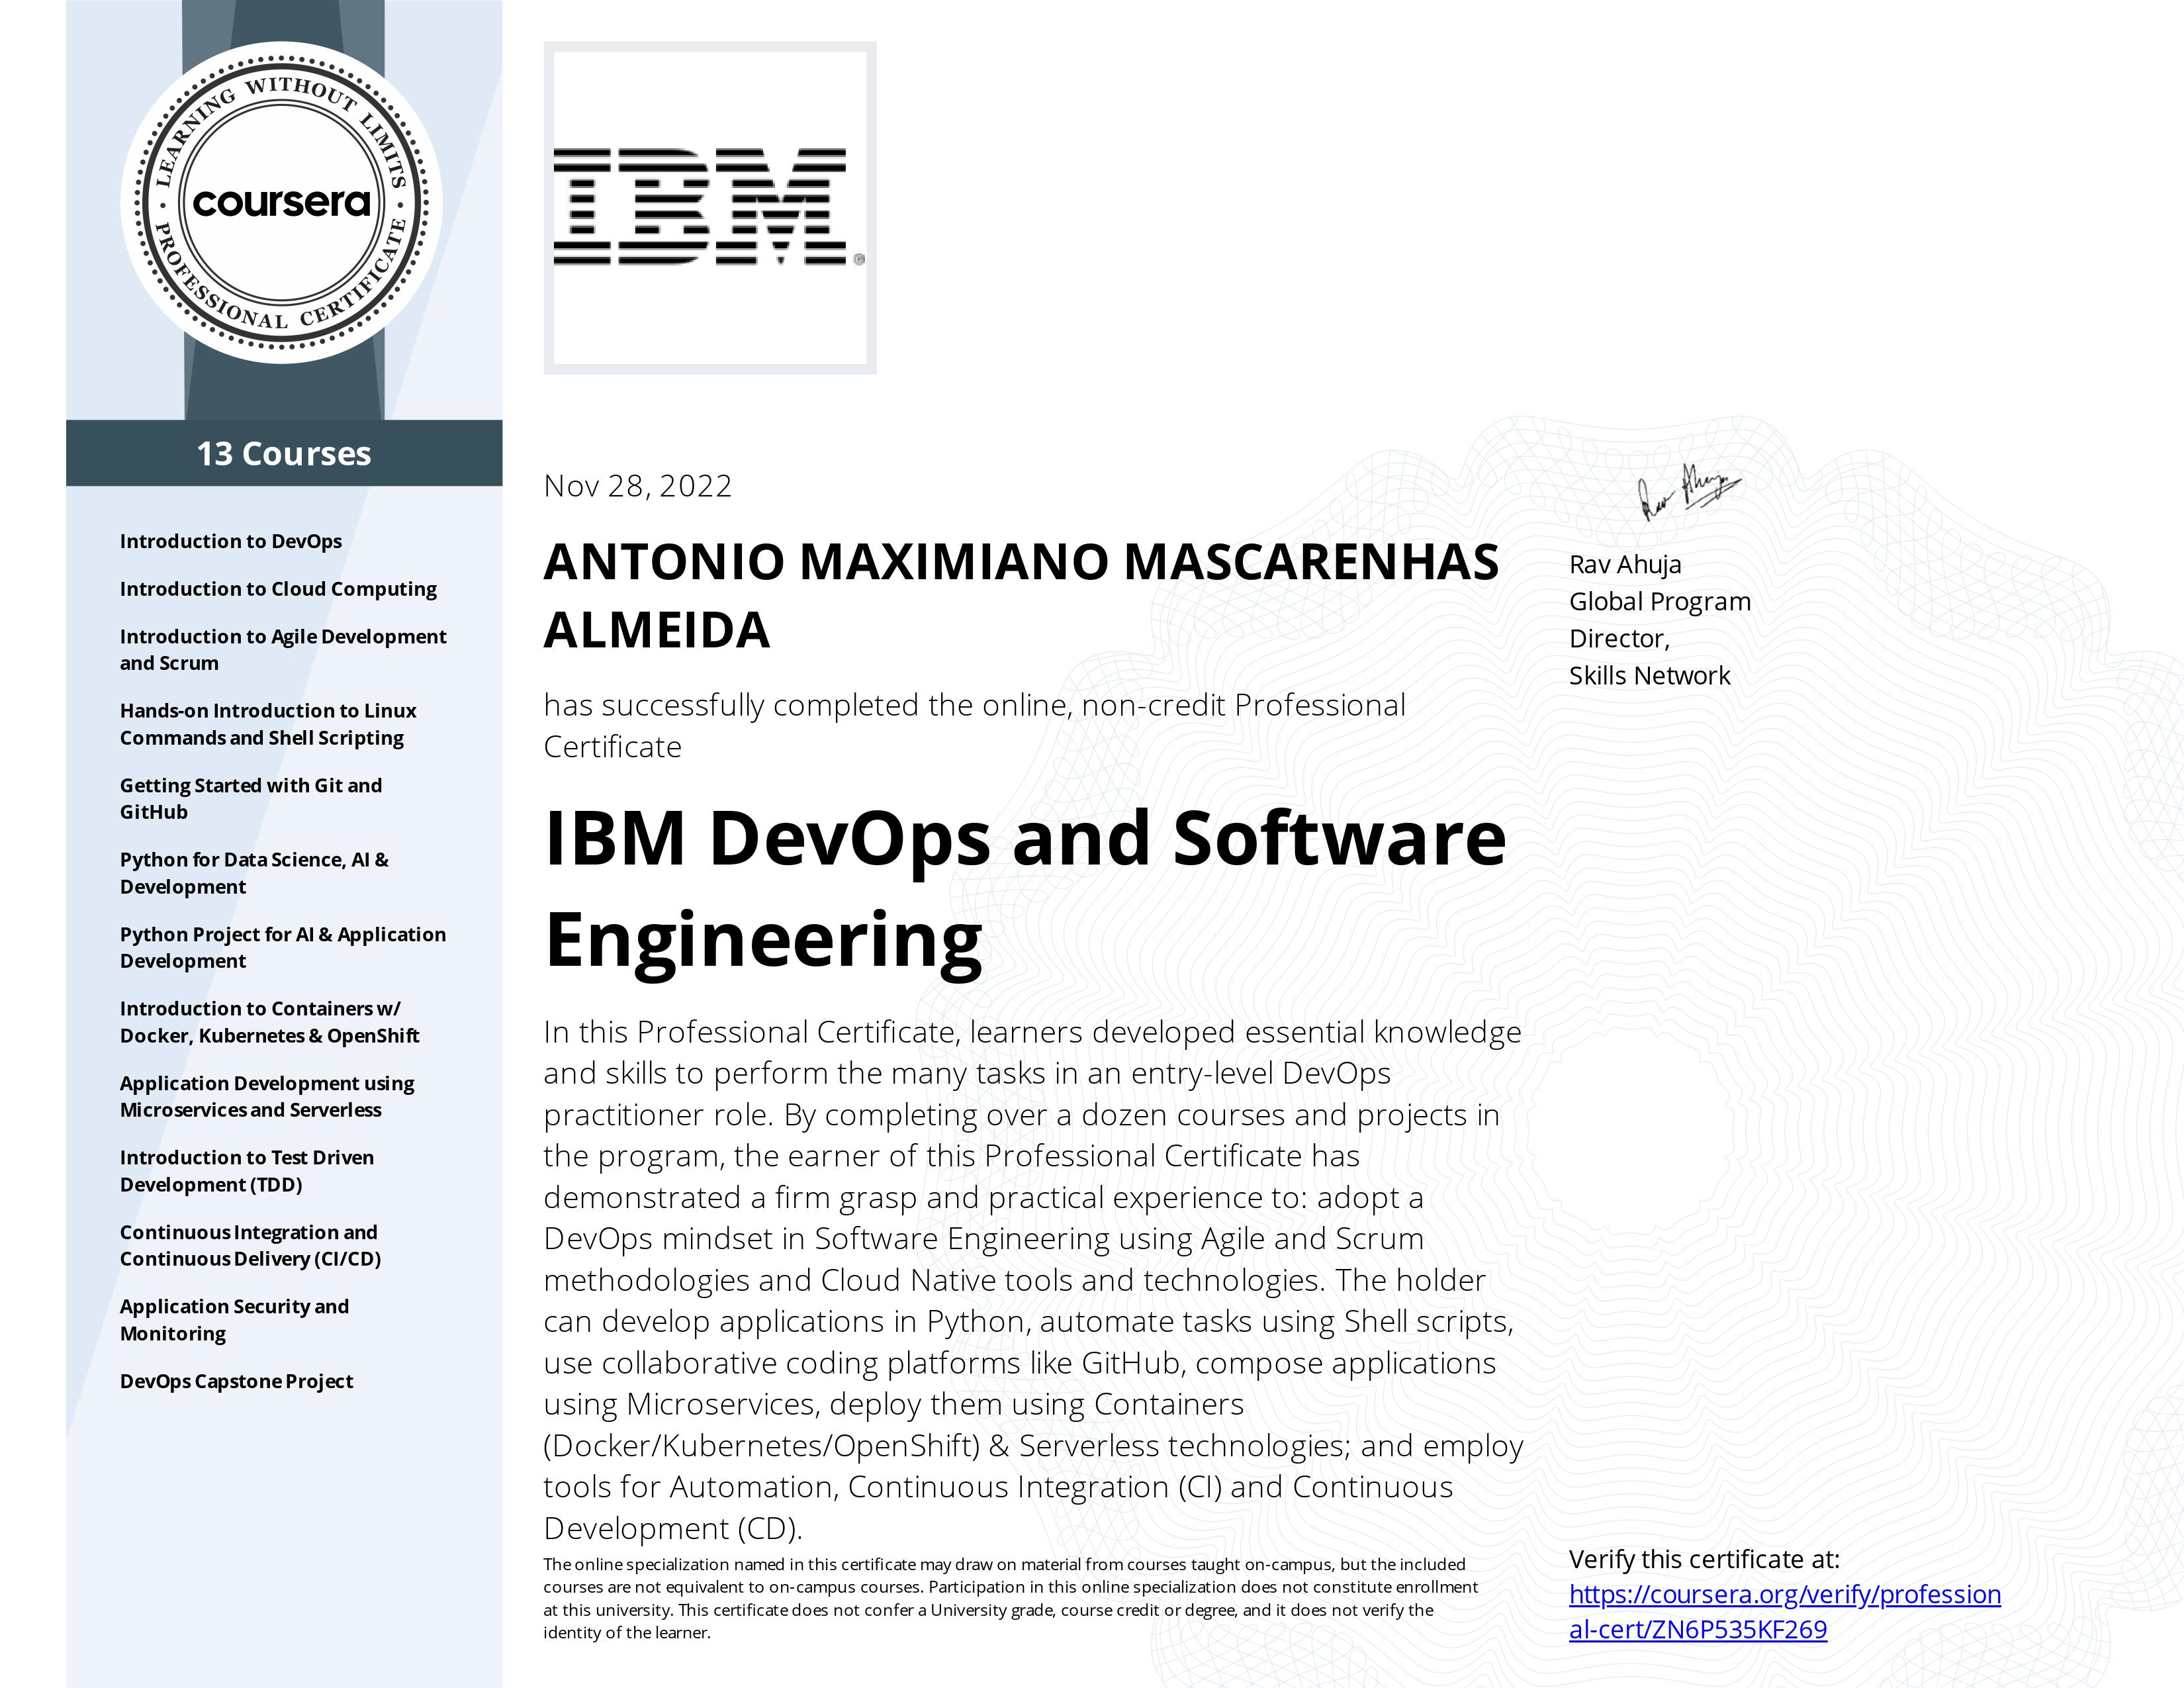 LEARNING WITHOUT LIMITS
coursera
PROFESSIONAL CERTIFICATE
13 Courses
Introduction to DevOps
Introduction to Cloud Computing
Introduction to Agile Development
and Scrum
Hands-on Introduction to Linux
Commands and Shell Scripting
Getting Started with Git and
GitHub
Python for Data Science, AI &
Development
Python Project for AI & Application
Development
Introduction to Containers w/
Docker, Kubernetes & OpenShift
Application Development using
Microservices and Serverless
Introduction to Test Driven
Development (TDD)
Continuous Integration and
Continuous Delivery (CI/CD)
Application Security and
Monitoring
DevOps Capstone Project
IBM®
Nov 28, 2022
ANTONIO MAXIMIANO MASCARENHAS
ALMEIDA
has successfully completed the online, non-credit Professional
Certificate
IBM DevOps and Software
Engineering
In this Professional Certificate, learners developed essential knowledge
and skills to perform the many tasks in an entry-level DevOps
practitioner role. By completing over a dozen courses and projects in
the program, the earner of this Professional Certificate has
demonstrated a firm grasp and practical experience to: adopt a
DevOps mindset in Software Engineering using Agile and Scrum
methodologies and Cloud Native tools and technologies. The holder
can develop applications in Python, automate tasks using Shell scripts,
use collaborative coding platforms like GitHub, compose applications
using Microservices, deploy them using Containers
(Docker/Kubernetes/OpenShift) & Serverless technologies; and employ
tools for Automation, Continuous Integration (CI) and Continuous
Development (CD).
The online specialization named in this certificate may draw on material from courses taught on-campus, but the included
courses are not equivalent to on-campus courses. Participation in this online specialization does not constitute enrollment
at this university. This certificate does not confer a University grade, course credit or degree, and it does not verify the
identity of the learner.
Rav Ahuja
Rav Ahuja
Global Program
Director,
Skills Network
Verify this certificate at:
https://coursera.org/verify/profession
al-cert/ZN6P535KF269